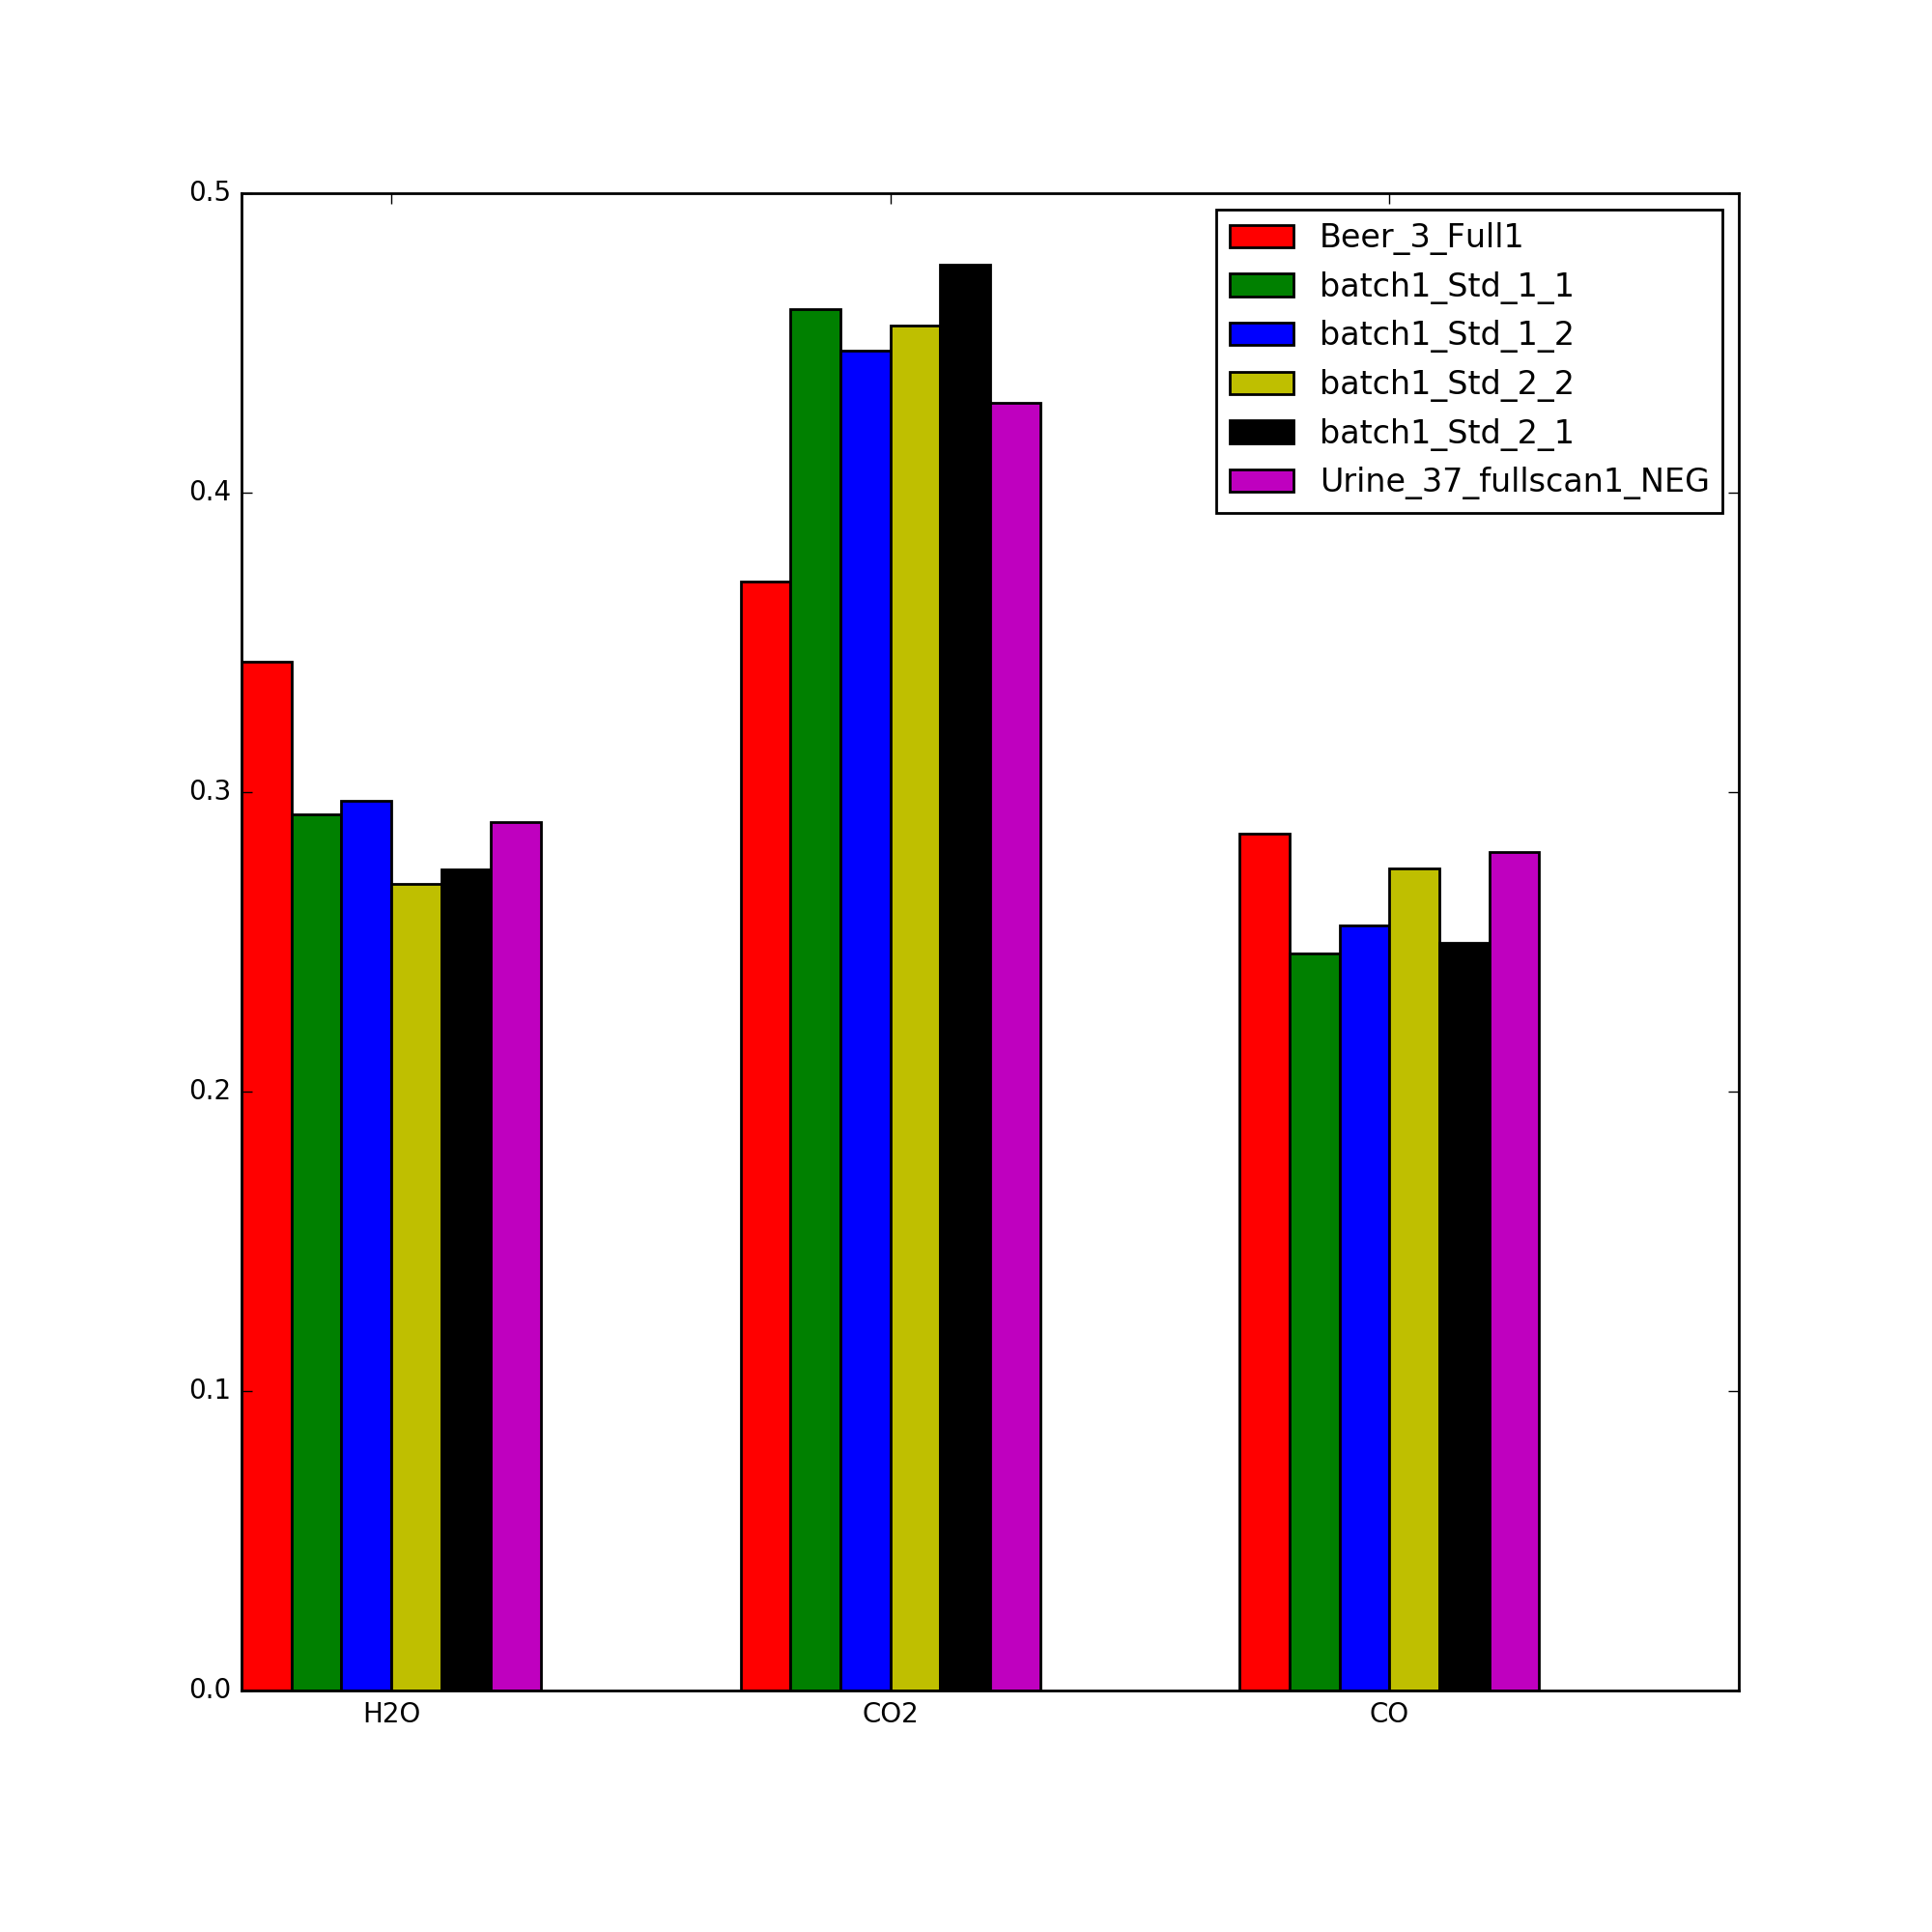 0.5
0.4
0.3
0.2
0.1
0.0
H2O
CO2
CO
Beer_3_Full1
batch1_Std_1_1
batch1_Std_1_2
batch1_Std_2_2
batch1_Std_2_1
Urine_37_fullscan1_NEG